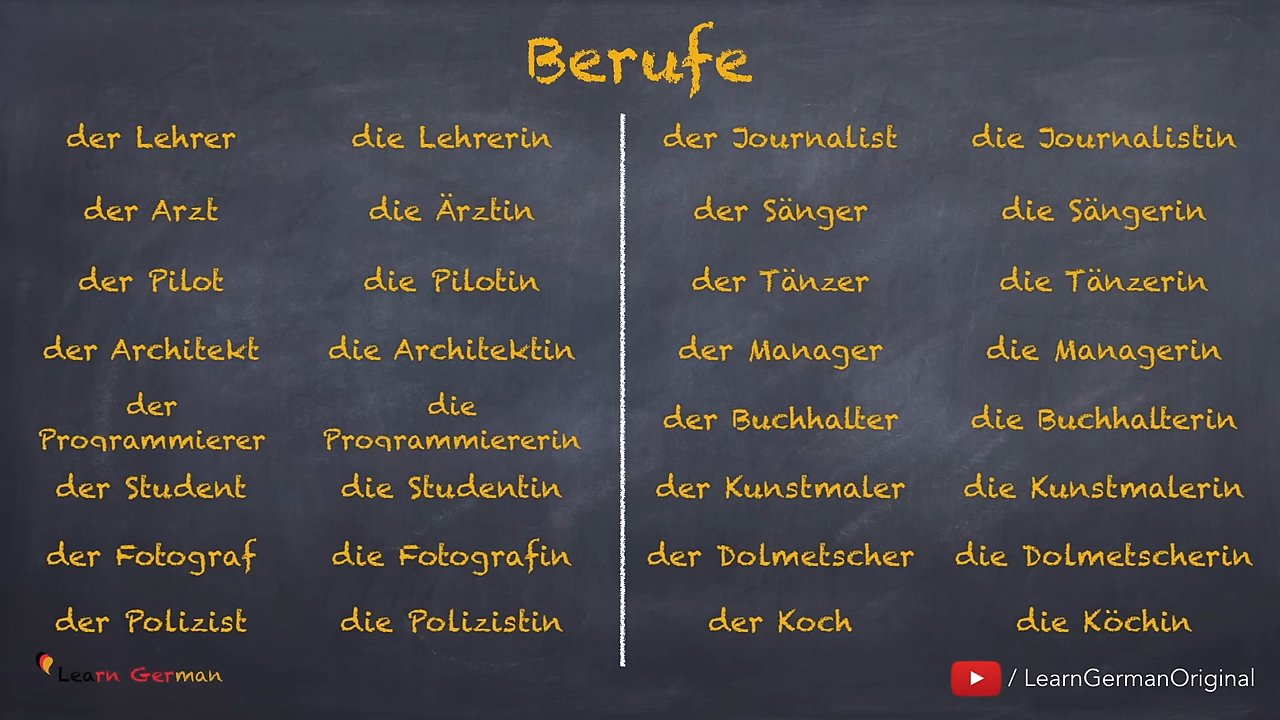 Berufe
der Lehrer die Lehrerin
der Arzt die Ärztin
der Pilot die Pilotin
der Architekt die Architektin
der die
Programmierer Programmiererin
der Student die Studentin
der Fotograf die Fotografin
der Polizist die Polizistin
der Journalist die Journalistin
der Sänger die Sängerin
der Tänzer die Tänzerin
der Manager die Managerin
der Buchhalter die Buchhalterin
der Kunstmaler die Kunstmalerin
der Dolmetscher die Dolmetscherin
der Koch die Köchin
Learn German
/ LearnGermanOriginal